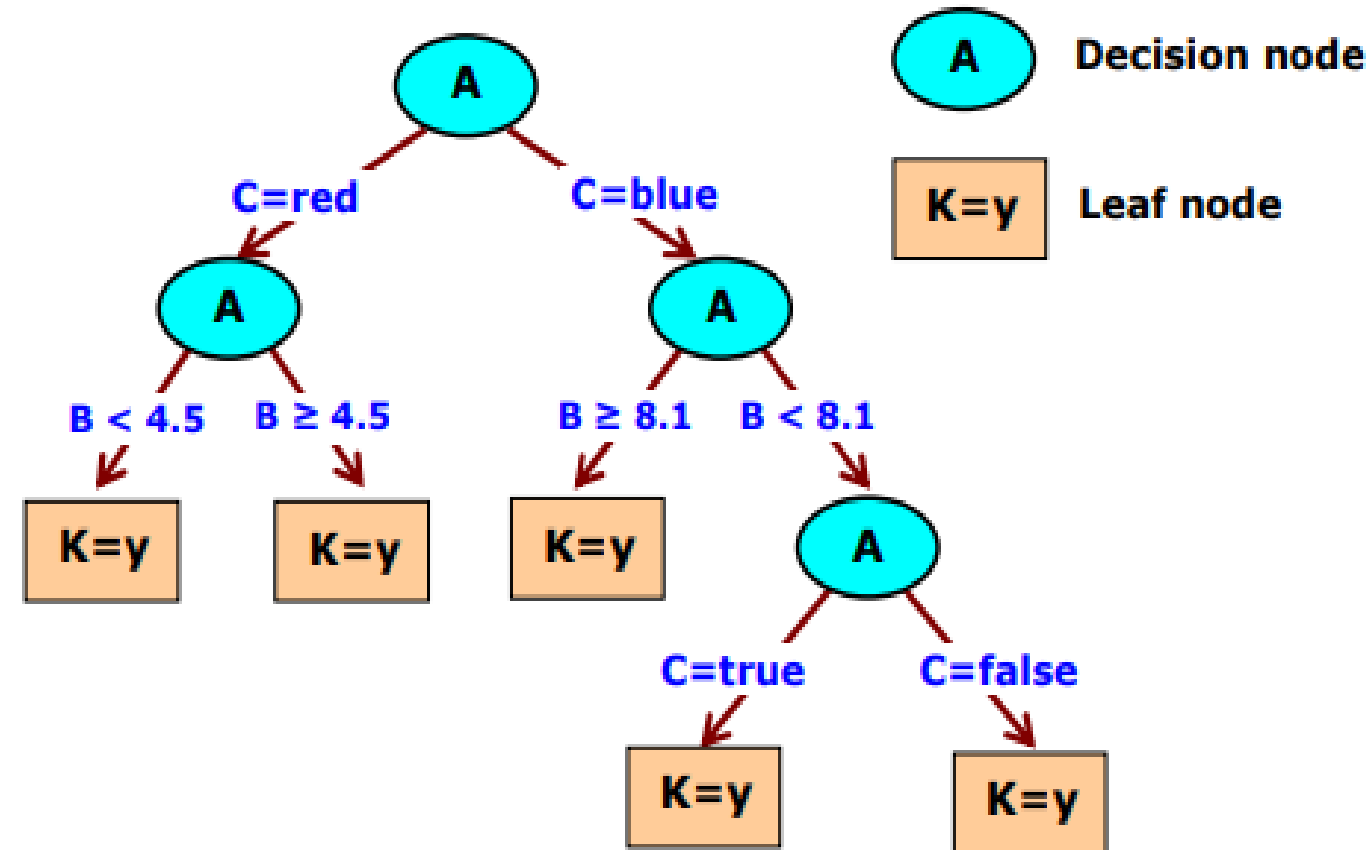 A
A Decision node
C=red C=blue
K=y Leaf node
A A
B < 4.5 B ≥ 4.5 B ≥ 8.1 B < 8.1
K=y K=y K=y A
C=true C=false
K=y K=y